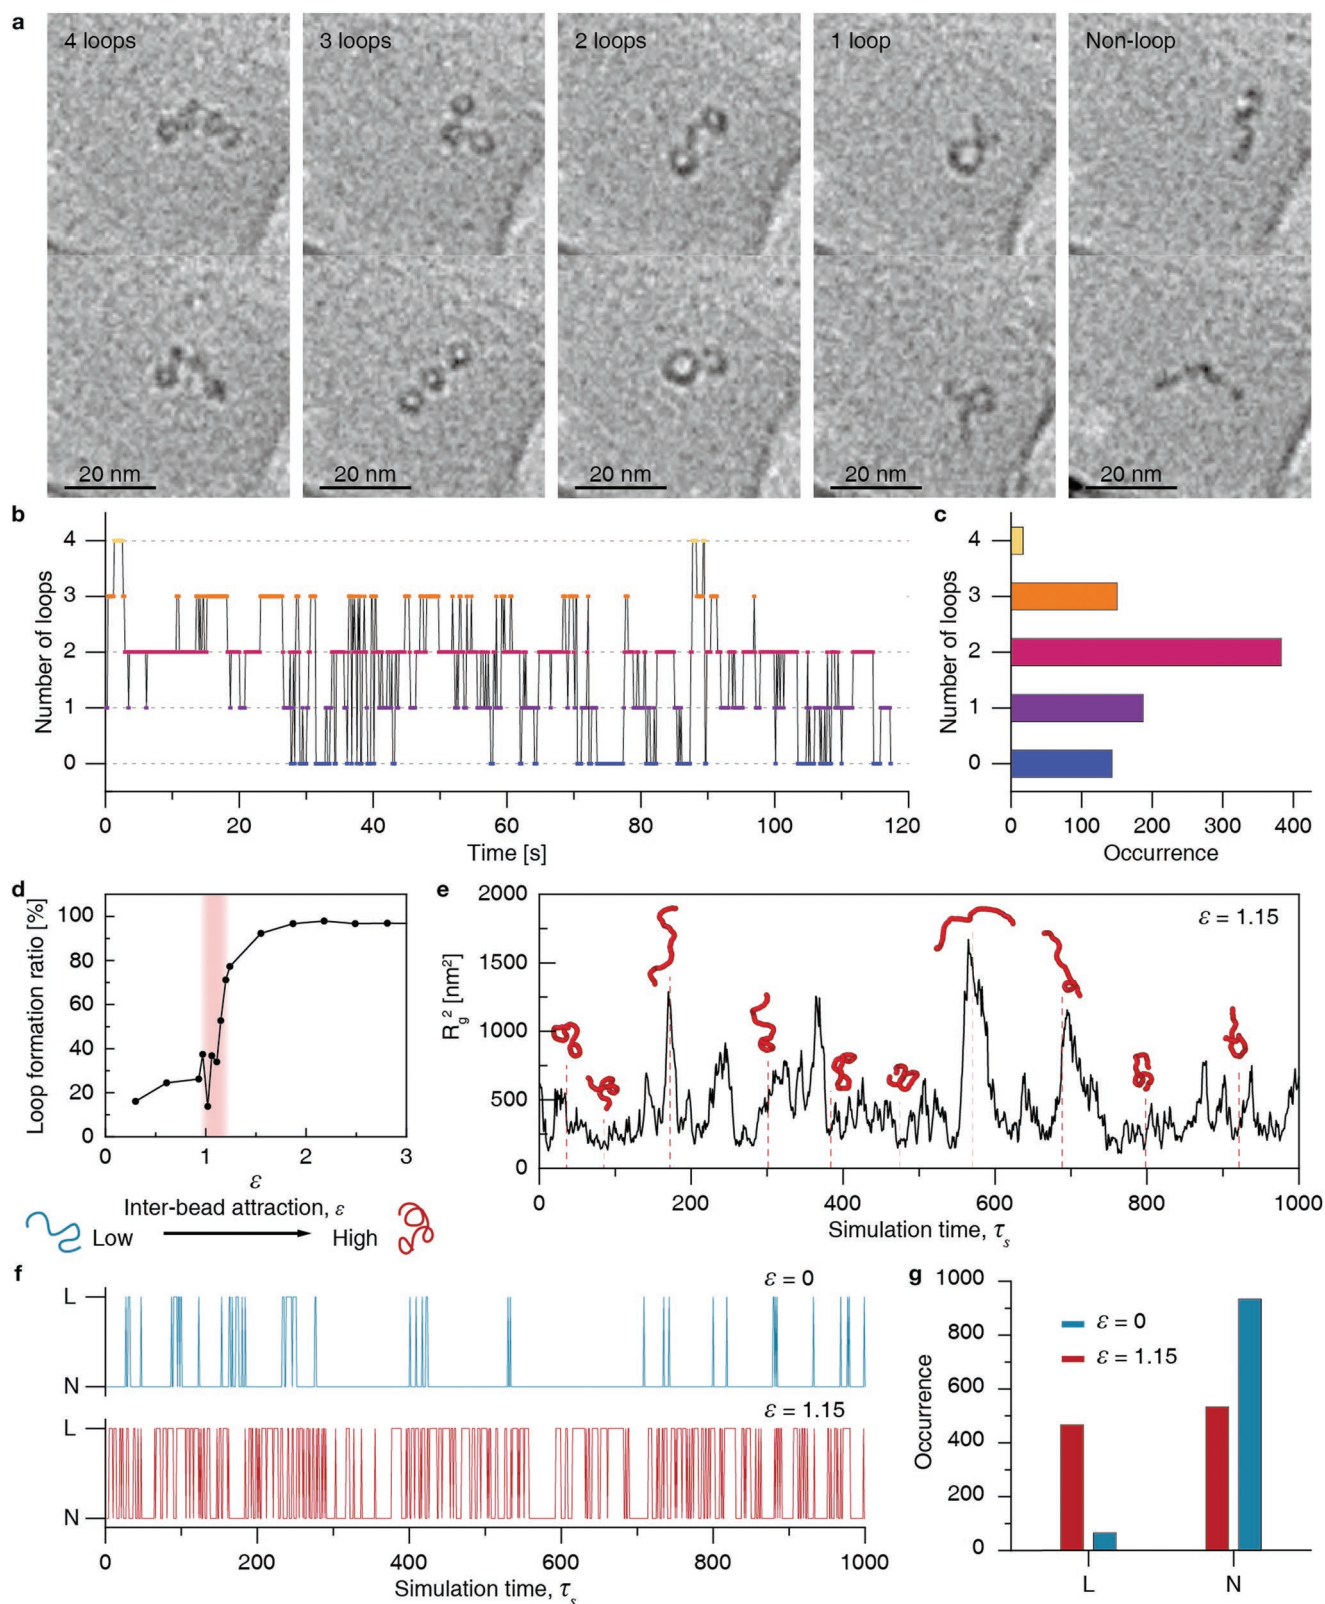 a
4 loops
3 loops
2 loops
1 loop
Non-loop
20 nm
20 nm
20 nm
20 nm
20 nm
b
Number of loops
4
3
2
1
0
0 20 40 60 80 100 120
Time [s]
c
Number of loops
4
3
2
1
0
0 100 200 300 400
Occurrence
d
Loop formation ratio [%]
100
80
60
40
20
0
0 1 2 3
ε
Inter-bead attraction, ε
Low
High
e
R_g² [nm²]
2000
1500
1000
500
0
ε = 1.15
0 200 400 600 800 1000
Simulation time, τ_s
f
ε = 0
L
N
ε = 1.15
L
N
0 200 400 600 800 1000
Simulation time, τ_s
g
Occurrence
1000
800
600
400
200
0
ε = 0
ε = 1.15
L N